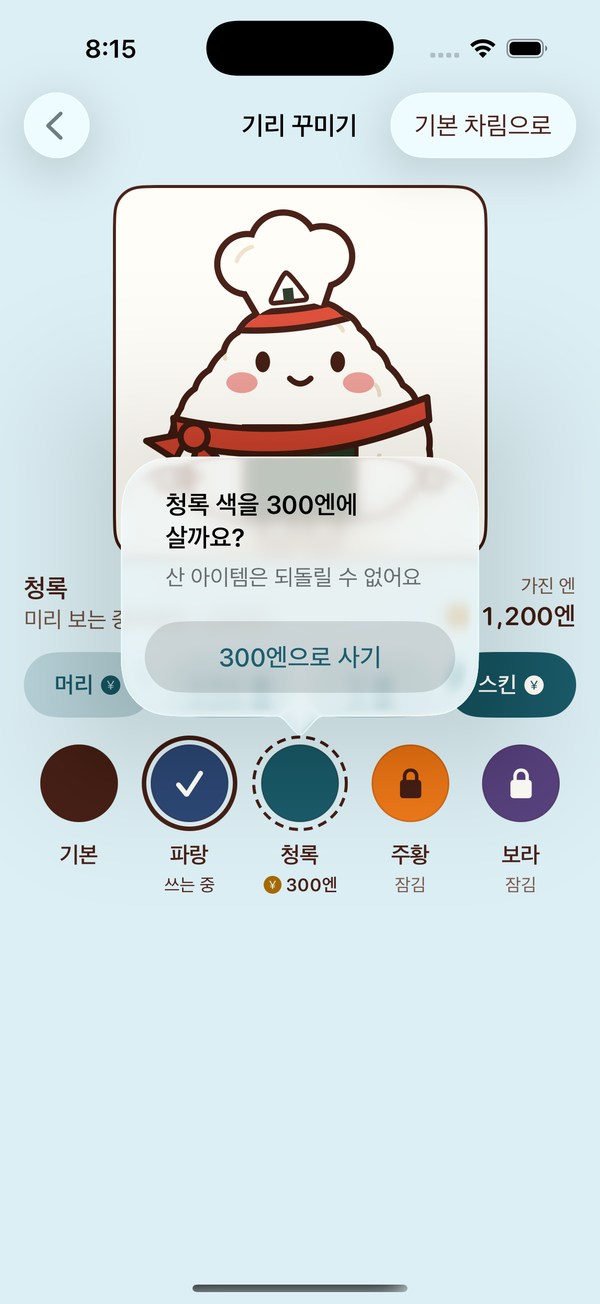 8:15
기리 꾸미기
기본 차림으로
청록 색을 300엔에
살까요?
산 아이템은 되돌릴 수 없어요
300엔으로 사기
청록
미리 보는 중
가진 엔
1,200엔
머리 ¥
스킨 ¥
기본
파랑
청록
주황
보라
쓰는 중
¥ 300엔
잠김
잠김